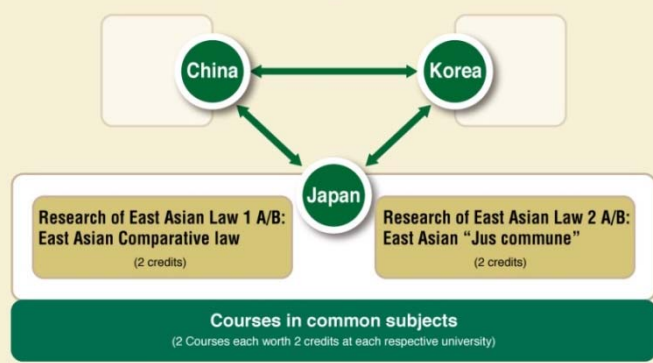 China
Korea
Japan
Research of East Asian Law 1 A/B:
East Asian Comparative law
(2 credits)
Research of East Asian Law 2 A/B:
East Asian “Jus commune”
(2 credits)
Courses in common subjects
(2 Courses each worth 2 credits at each respective university)